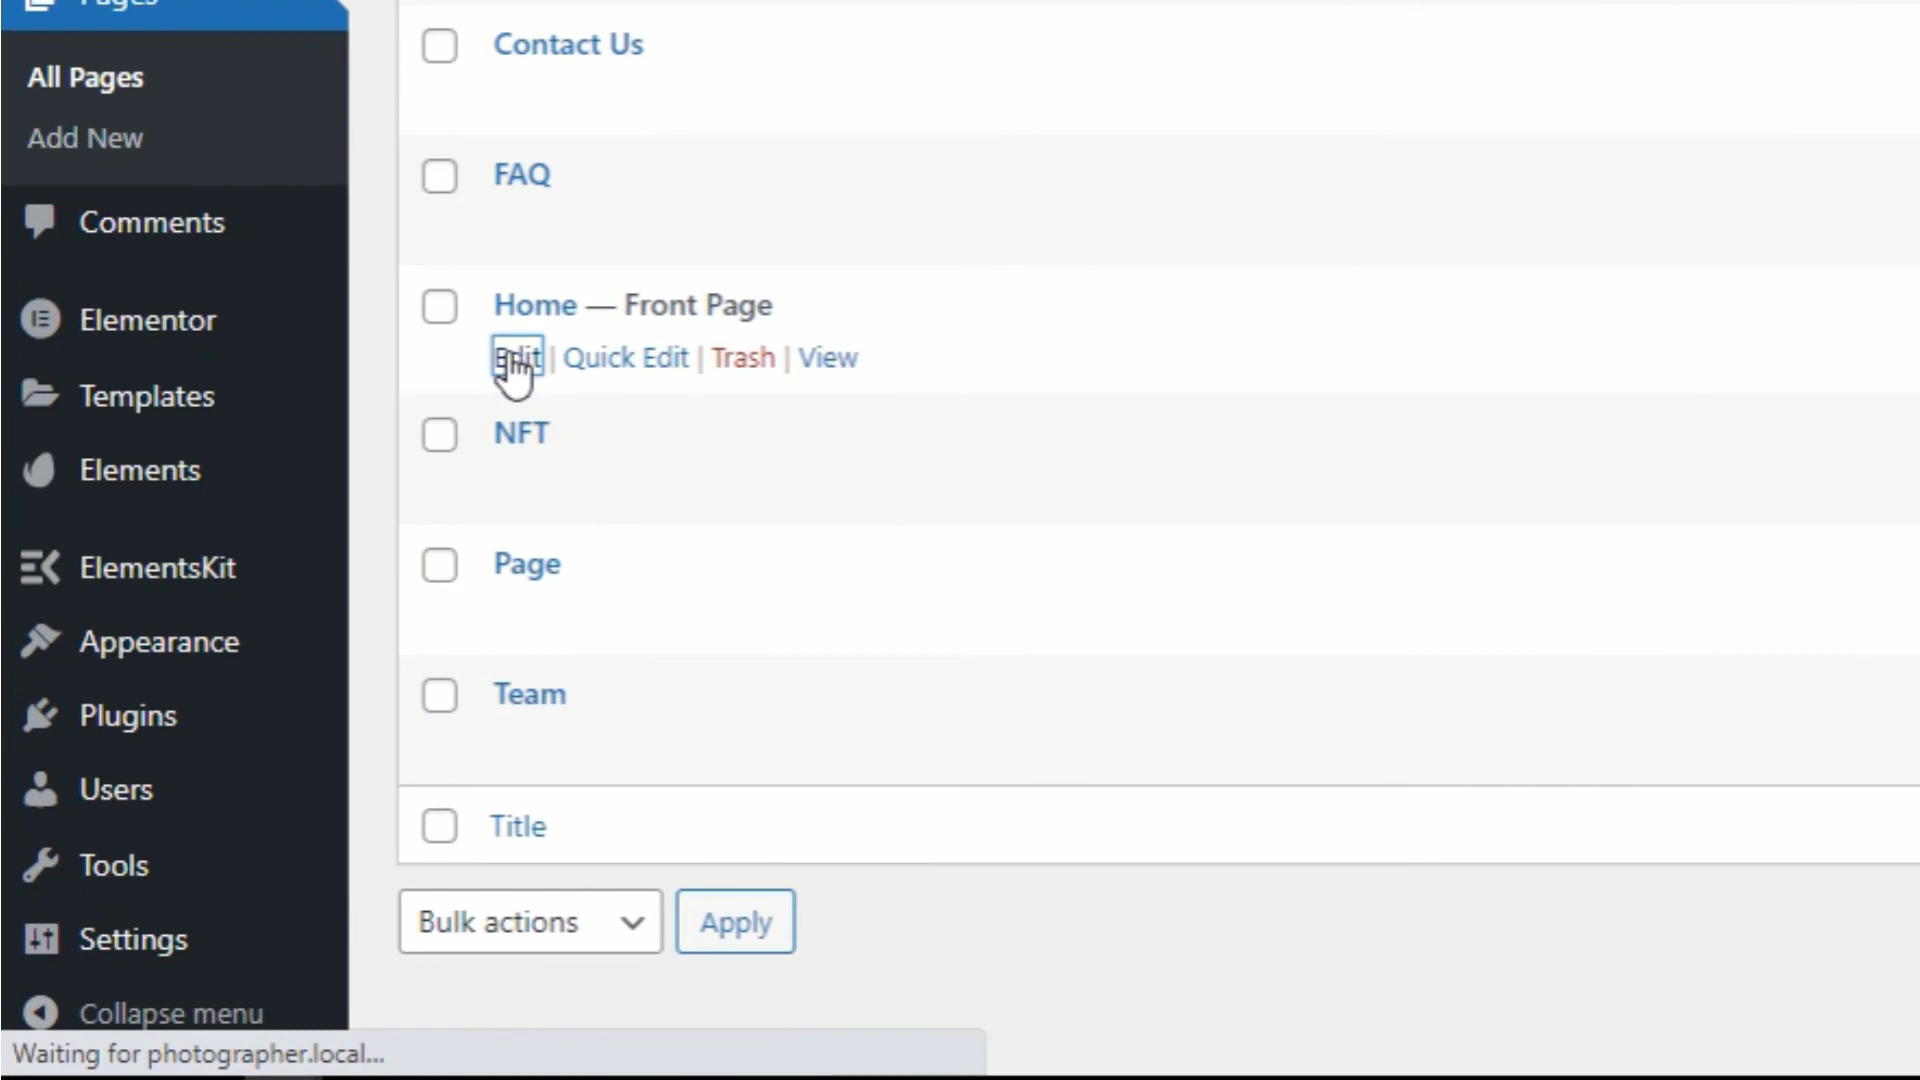 Pages
All Pages
Add New
Comments
Elementor
Templates
Elements
ElementsKit
Appearance
Plugins
Users
Tools
Settings
Collapse menu
Contact Us
FAQ
Home — Front Page
Edit | Quick Edit | Trash | View
NFT
Page
Team
Title
Bulk actions
Apply
Waiting for photographer.local...